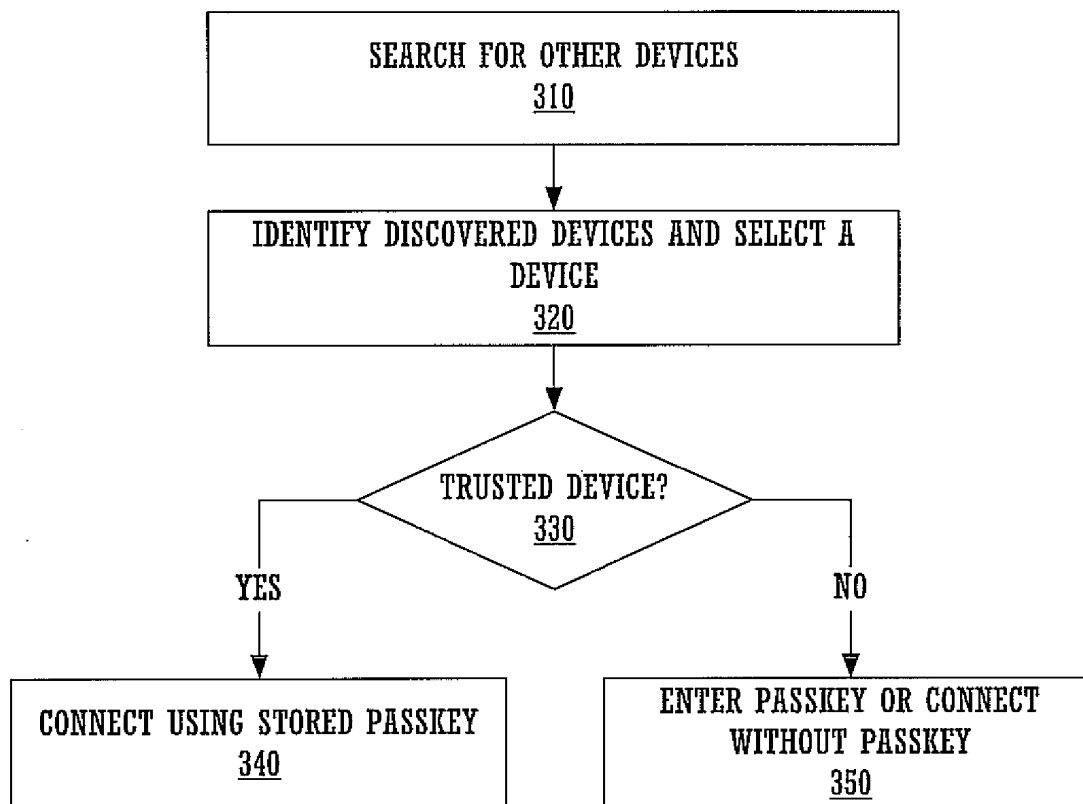 SEARCH FOR OTHER DEVICES
310
IDENTIFY DISCOVERED DEVICES AND SELECT A
DEVICE
320
TRUSTED DEVICE?
330
YES
NO
CONNECT USING STORED PASSKEY
340
ENTER PASSKEY OR CONNECT
WITHOUT PASSKEY
350